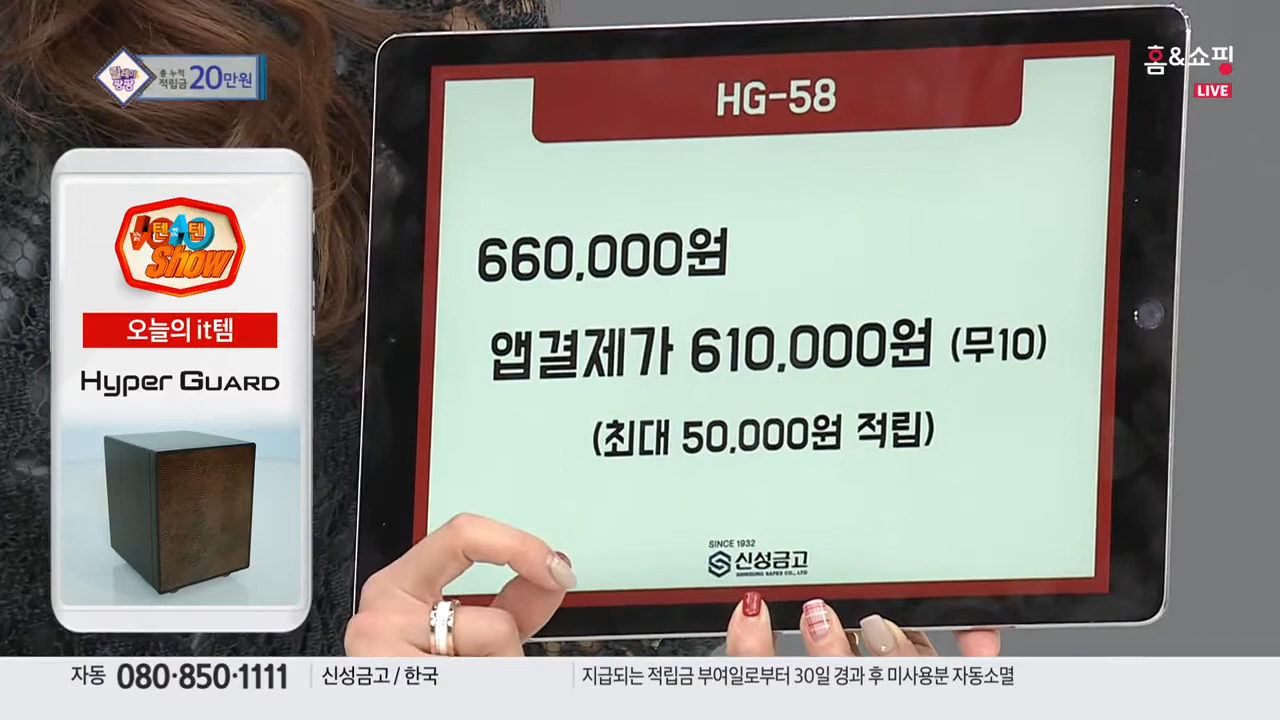 총 누적
적립금 20만원
홈&쇼핑
LIVE
HG-58
660,000원
앱결제가 610,000원 (무10)
(최대 50,000원 적립)
SINCE 1932
신성금고
SHINSUNG SAFES CO., LTD
텐 텐
Show
오늘의 it템
Hyper GUARD
자동 080·850·1111
신성금고 / 한국
지급되는 적립금 부여일로부터 30일 경과 후 미사용분 자동소멸